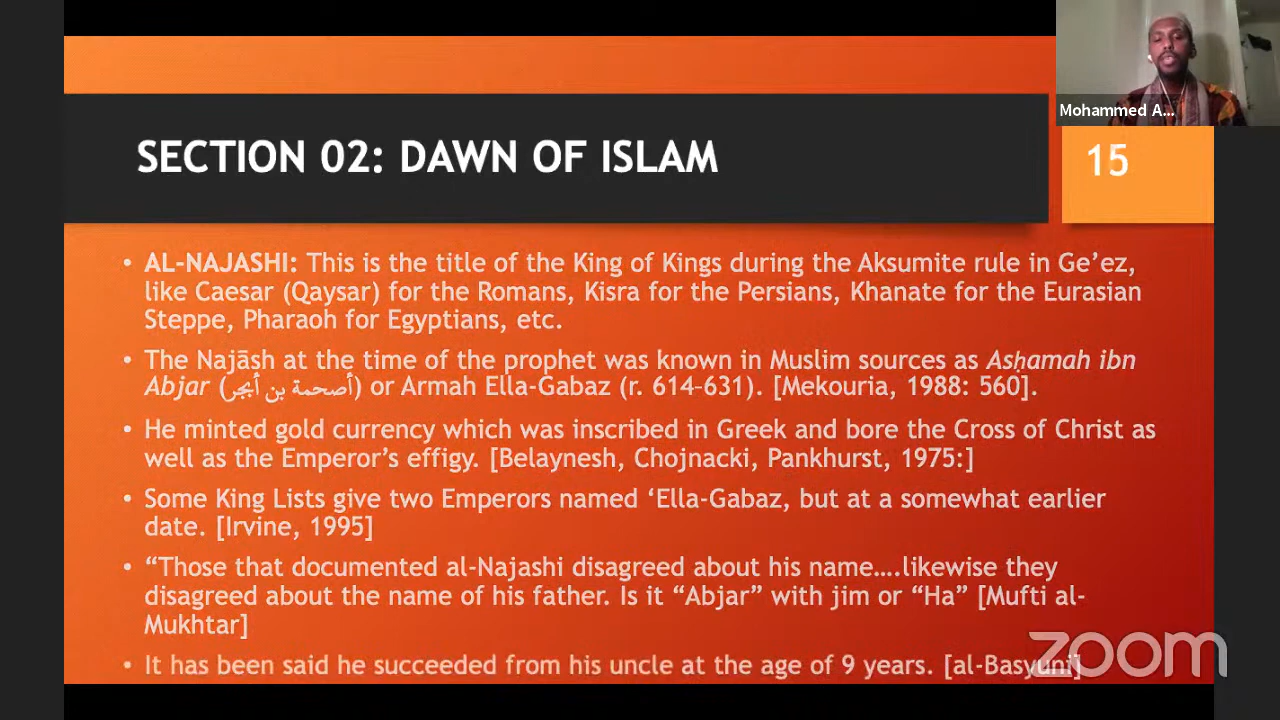 Mohammed A...
SECTION 02: DAWN OF ISLAM
15
• AL-NAJASHI: This is the title of the King of Kings during the Aksumite rule in Ge’ez,
like Caesar (Qaysar) for the Romans, Kisra for the Persians, Khanate for the Eurasian
Steppe, Pharaoh for Egyptians, etc.
• The Najāsh at the time of the prophet was known in Muslim sources as Aṣḥamah ibn
Abjar (أصحمة بن أبجر) or Armah Ella-Gabaz (r. 614–631). [Mekouria, 1988: 560].
• He minted gold currency which was inscribed in Greek and bore the Cross of Christ as
well as the Emperor’s effigy. [Belaynesh, Chojnacki, Pankhurst, 1975:]
• Some King Lists give two Emperors named ‘Ella-Gabaz, but at a somewhat earlier
date. [Irvine, 1995]
• “Those that documented al-Najashi disagreed about his name….likewise they
disagreed about the name of his father. Is it “Abjar” with jim or “Ha” [Mufti al-
Mukhtar]
• It has been said he succeeded from his uncle at the age of 9 years. [al-Basyuni]
zoom